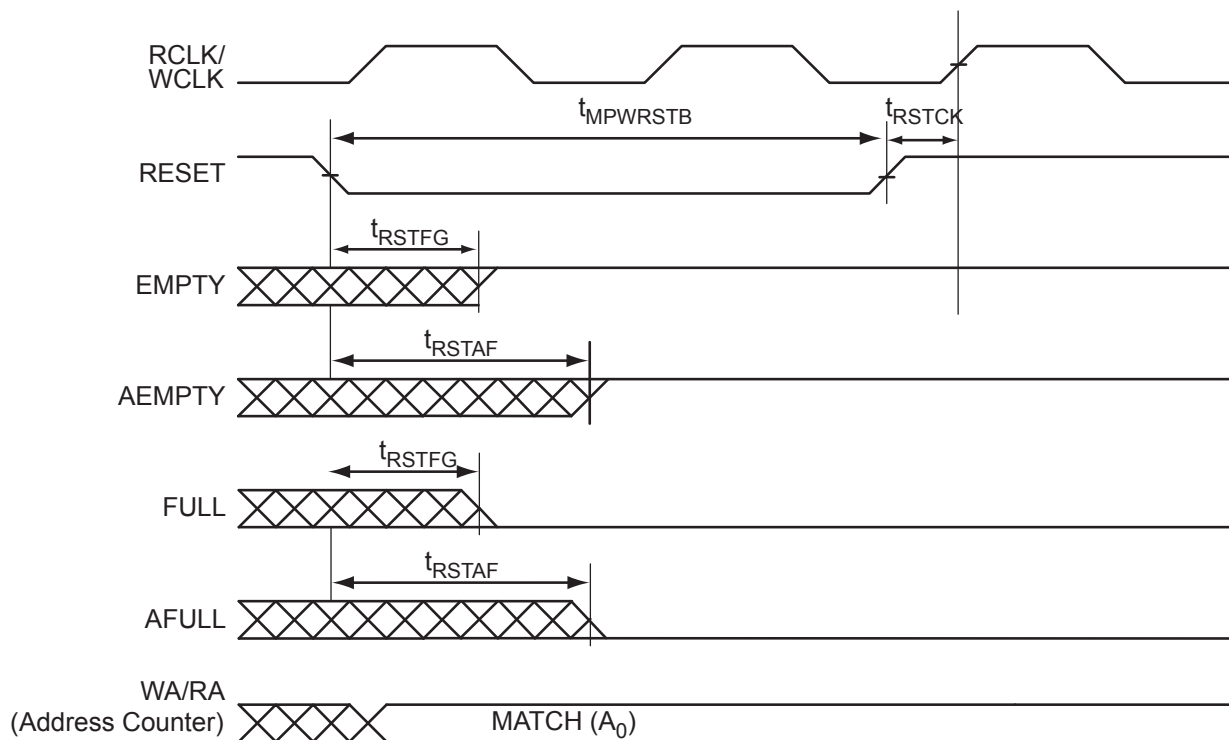 RCLK/
WCLK
tMPWRSTB
tRSTCK
RESET
tRSTFG
EMPTY
tRSTAF
AEMPTY
tRSTFG
FULL
tRSTAF
AFULL
WA/RA
(Address Counter)
MATCH (A0)